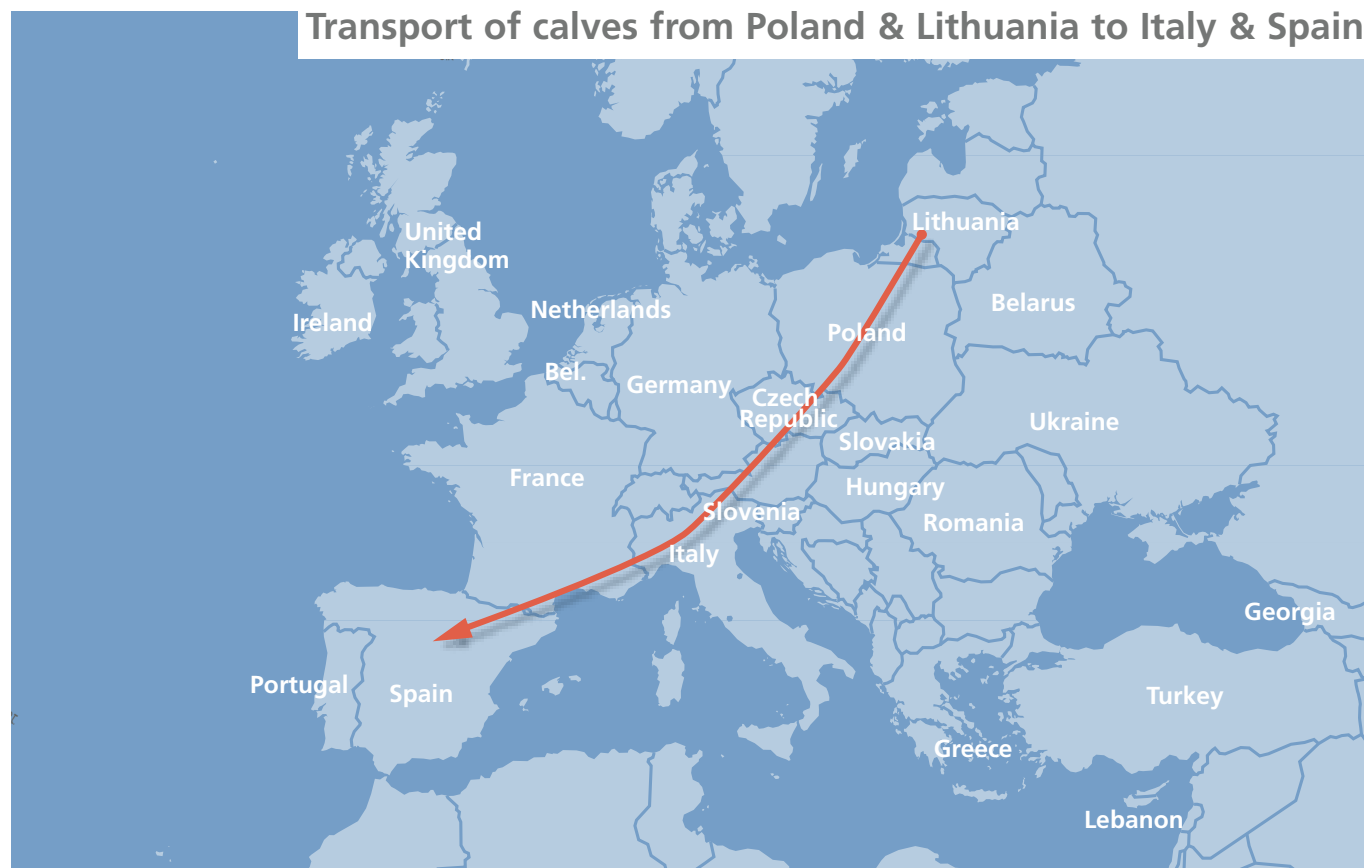 Transport of calves from Poland & Lithuania to Italy & Spain
Lithuania
United
Kingdom
Belarus
Netherlands
Ireland
Poland
Bel.
Germany
Czech
Republic
Ukraine
Slovakia
France
Hungary
Slovenia
Romania
Italy
Georgia
Portugal
Spain
Turkey
Greece
Lebanon